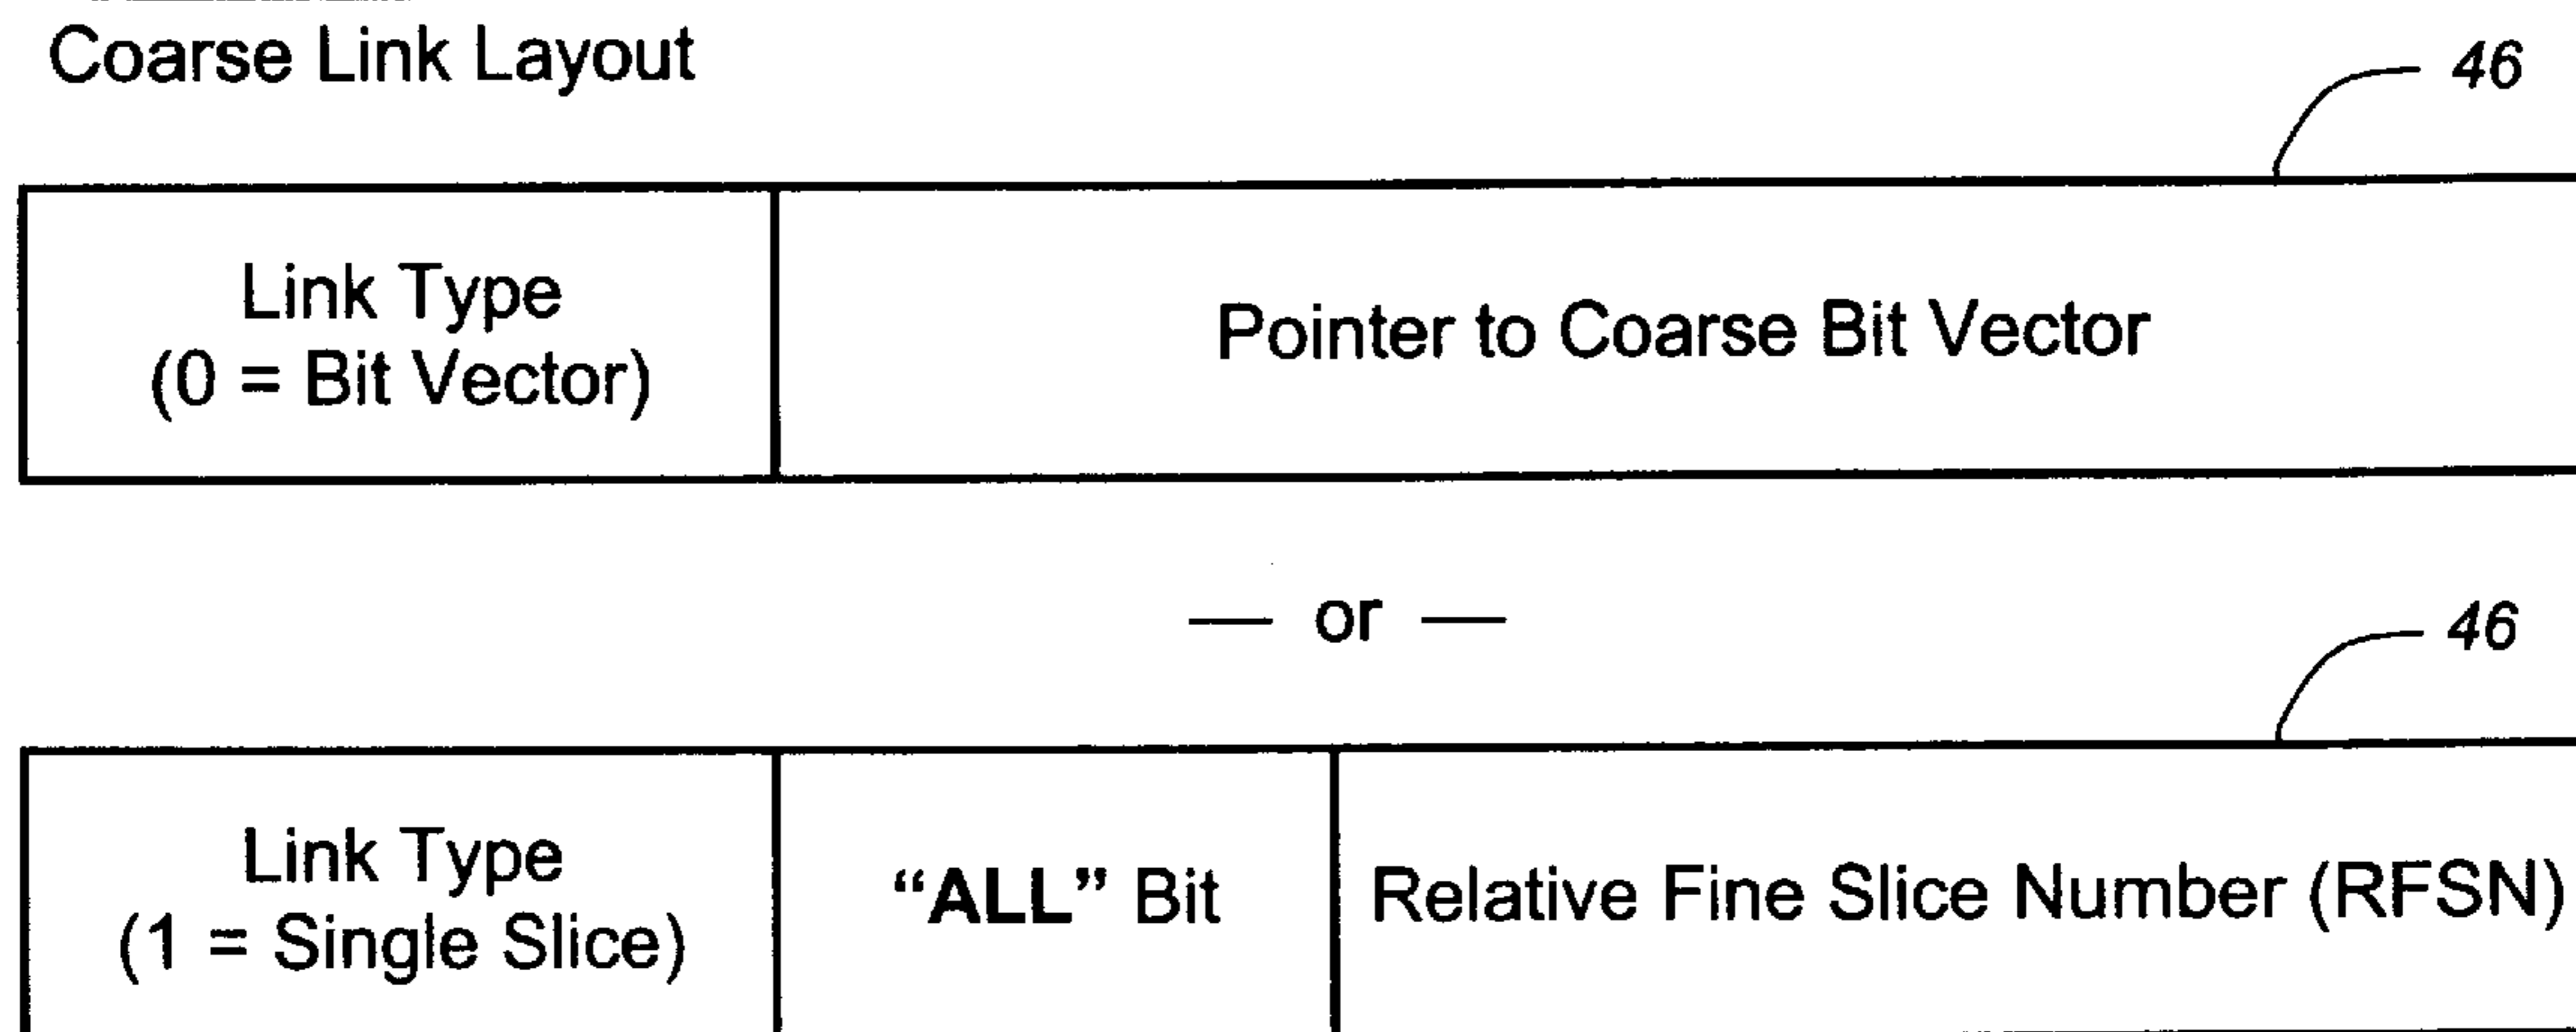 Coarse Link Layout
46
Link Type
(0 = Bit Vector)
Pointer to Coarse Bit Vector
— or —
46
Link Type
(1 = Single Slice)
“ALL” Bit
Relative Fine Slice Number (RFSN)